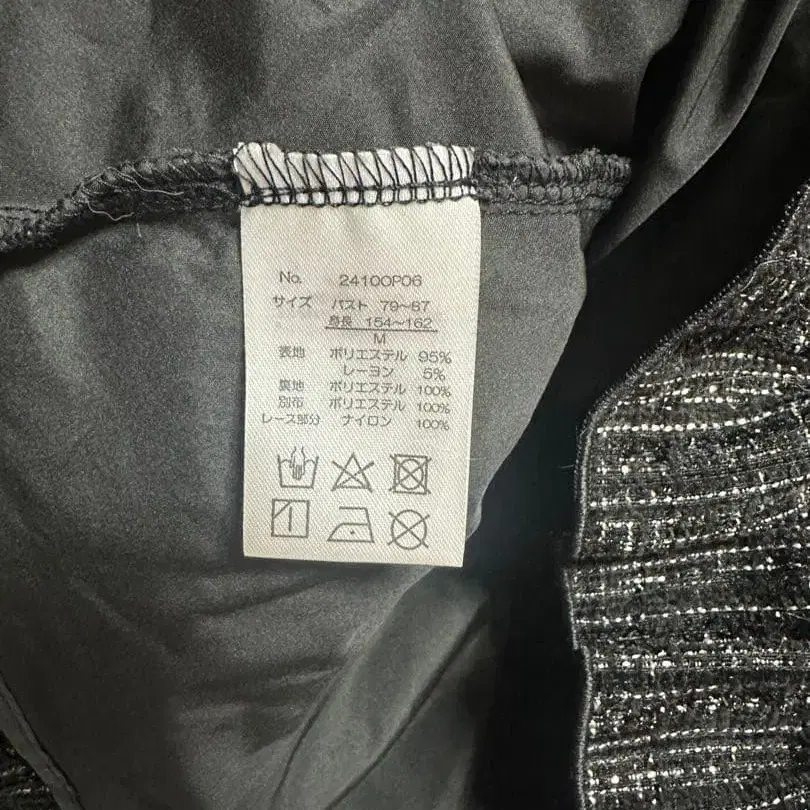 No. 24100P06
サイズ バスト 79~87
身長 154~162
M
表地 ポリエステル 95%
レーヨン 5%
裏地 ポリエステル 100%
別布 ポリエステル 100%
レース部分 ナイロン 100%